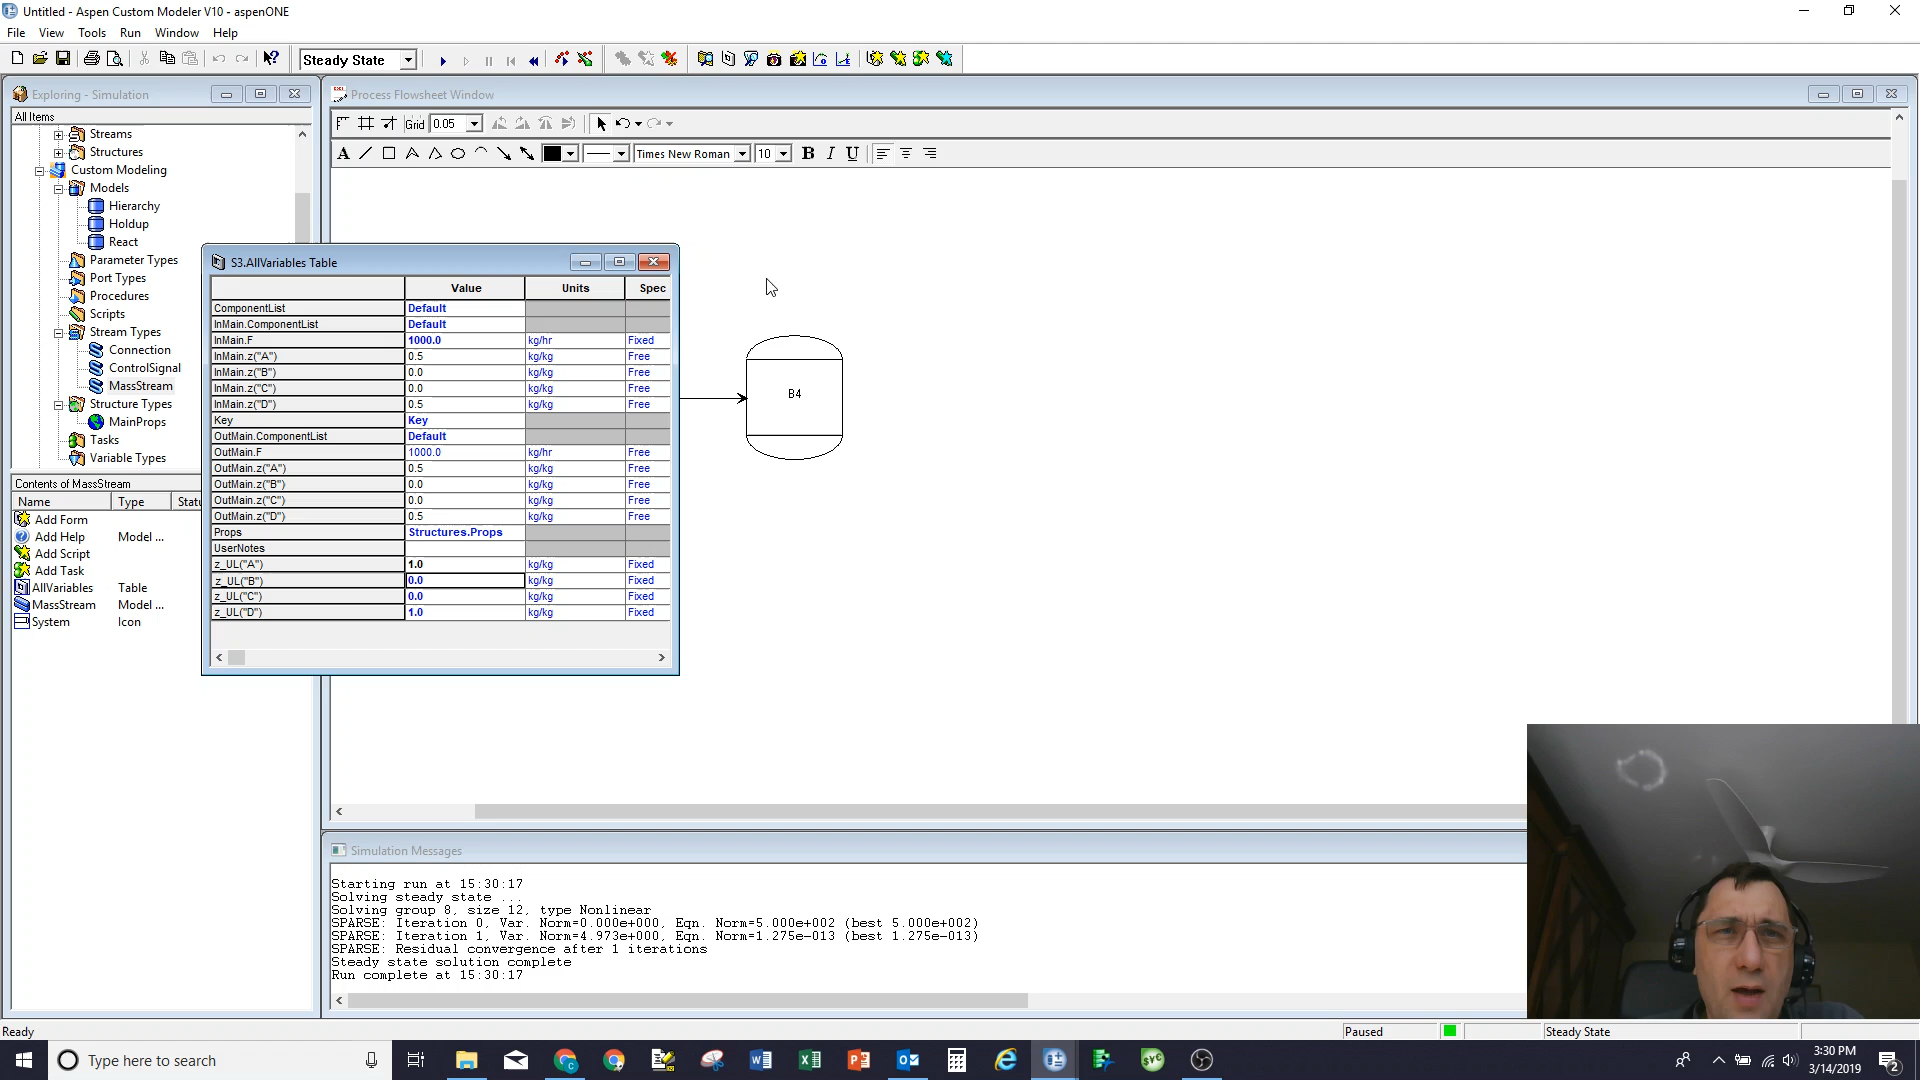 Untitled - Aspen Custom Modeler V10 - aspenONE
File View Tools Run Window Help
Steady State
Exploring - Simulation
All Items
Streams
Structures
Custom Modeling
Models
Hierarchy
Holdup
React
Parameter Types
Port Types
Procedures
Scripts
Stream Types
Connection
ControlSignal
MassStream
Structure Types
MainProps
Tasks
Variable Types
Contents of MassStream
Name Type Statu
Add Form
Add Help Model ...
Add Script
Add Task
AllVariables Table
MassStream Model ...
System Icon
Process Flowsheet Window
Grid 0.05
A Times New Roman 10 B I U
S3.AllVariables Table
Value Units Spec
ComponentList Default
InMain.ComponentList Default
InMain.F 1000.0 kg/hr Fixed
InMain.z("A") 0.5 kg/kg Free
InMain.z("B") 0.0 kg/kg Free
InMain.z("C") 0.0 kg/kg Free
InMain.z("D") 0.5 kg/kg Free
Key Key
OutMain.ComponentList Default
OutMain.F 1000.0 kg/hr Free
OutMain.z("A") 0.5 kg/kg Free
OutMain.z("B") 0.0 kg/kg Free
OutMain.z("C") 0.0 kg/kg Free
OutMain.z("D") 0.5 kg/kg Free
Props Structures.Props
UserNotes
z_UL("A") 1.0 kg/kg Fixed
z_UL("B") 0.0 kg/kg Fixed
z_UL("C") 0.0 kg/kg Fixed
z_UL("D") 1.0 kg/kg Fixed
B4
Simulation Messages
Starting run at 15:30:17
Solving steady state ...
Solving group 8, size 12, type Nonlinear
SPARSE: Iteration 0, Var. Norm=0.000e+000, Eqn. Norm=5.000e+002 (best 5.000e+002)
SPARSE: Iteration 1, Var. Norm=4.973e+000, Eqn. Norm=1.275e-013 (best 1.275e-013)
SPARSE: Residual convergence after 1 iterations
Steady state solution complete
Run complete at 15:30:17
Ready Paused Steady State
Type here to search
3:30 PM
3/14/2019
2